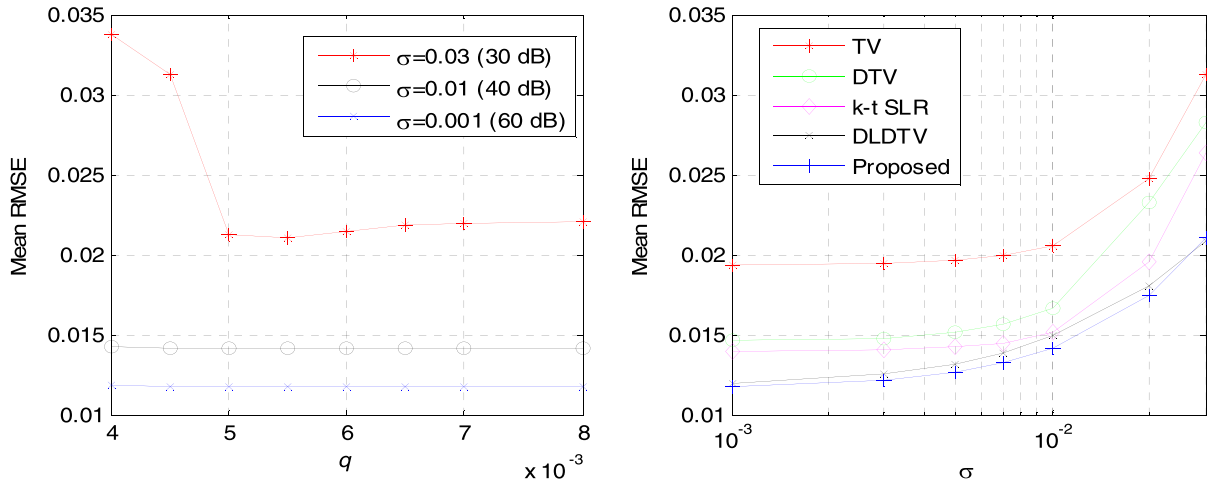 0.035
0.03
0.025
0.02
0.015
0.01
Mean RMSE
σ=0.03 (30 dB)
σ=0.01 (40 dB)
σ=0.001 (60 dB)
4 5 6 7 8
q
x 10⁻³
0.035
0.03
0.025
0.02
0.015
0.01
Mean RMSE
TV
DTV
k-t SLR
DLDTV
Proposed
10⁻³ 10⁻²
σ